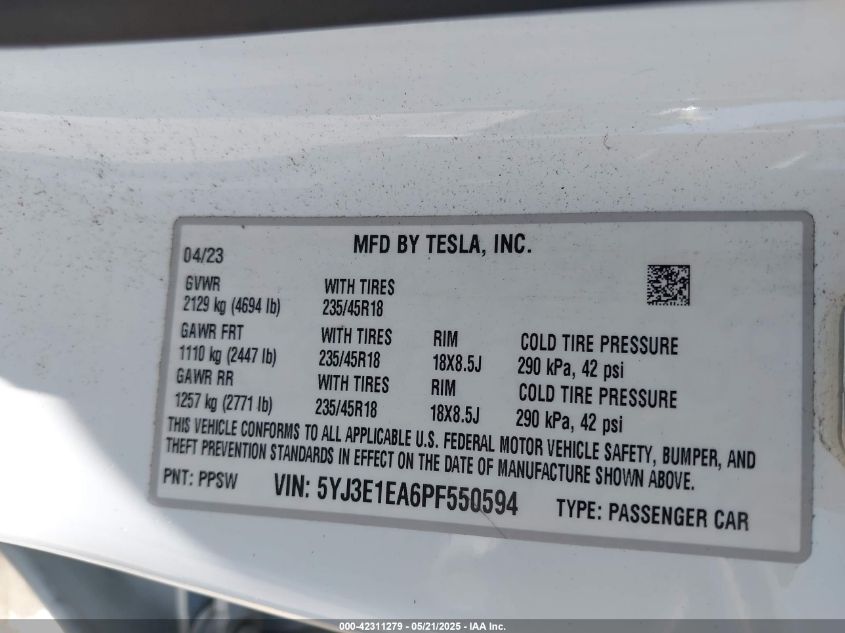 MFD BY TESLA, INC.
04/23
GVWR WITH TIRES
2129 kg (4694 lb) 235/45R18
GAWR FRT WITH TIRES RIM COLD TIRE PRESSURE
1110 kg (2447 lb) 235/45R18 18X8.5J 290 kPa, 42 psi
GAWR RR WITH TIRES RIM COLD TIRE PRESSURE
1257 kg (2771 lb) 235/45R18 18X8.5J 290 kPa, 42 psi
THIS VEHICLE CONFORMS TO ALL APPLICABLE U.S. FEDERAL MOTOR VEHICLE SAFETY, BUMPER, AND
THEFT PREVENTION STANDARDS IN EFFECT ON THE DATE OF MANUFACTURE SHOWN ABOVE.
PNT: PPSW VIN: 5YJ3E1EA6PF550594 TYPE: PASSENGER CAR
000-42311279 - 05/21/2025 - IAA Inc.